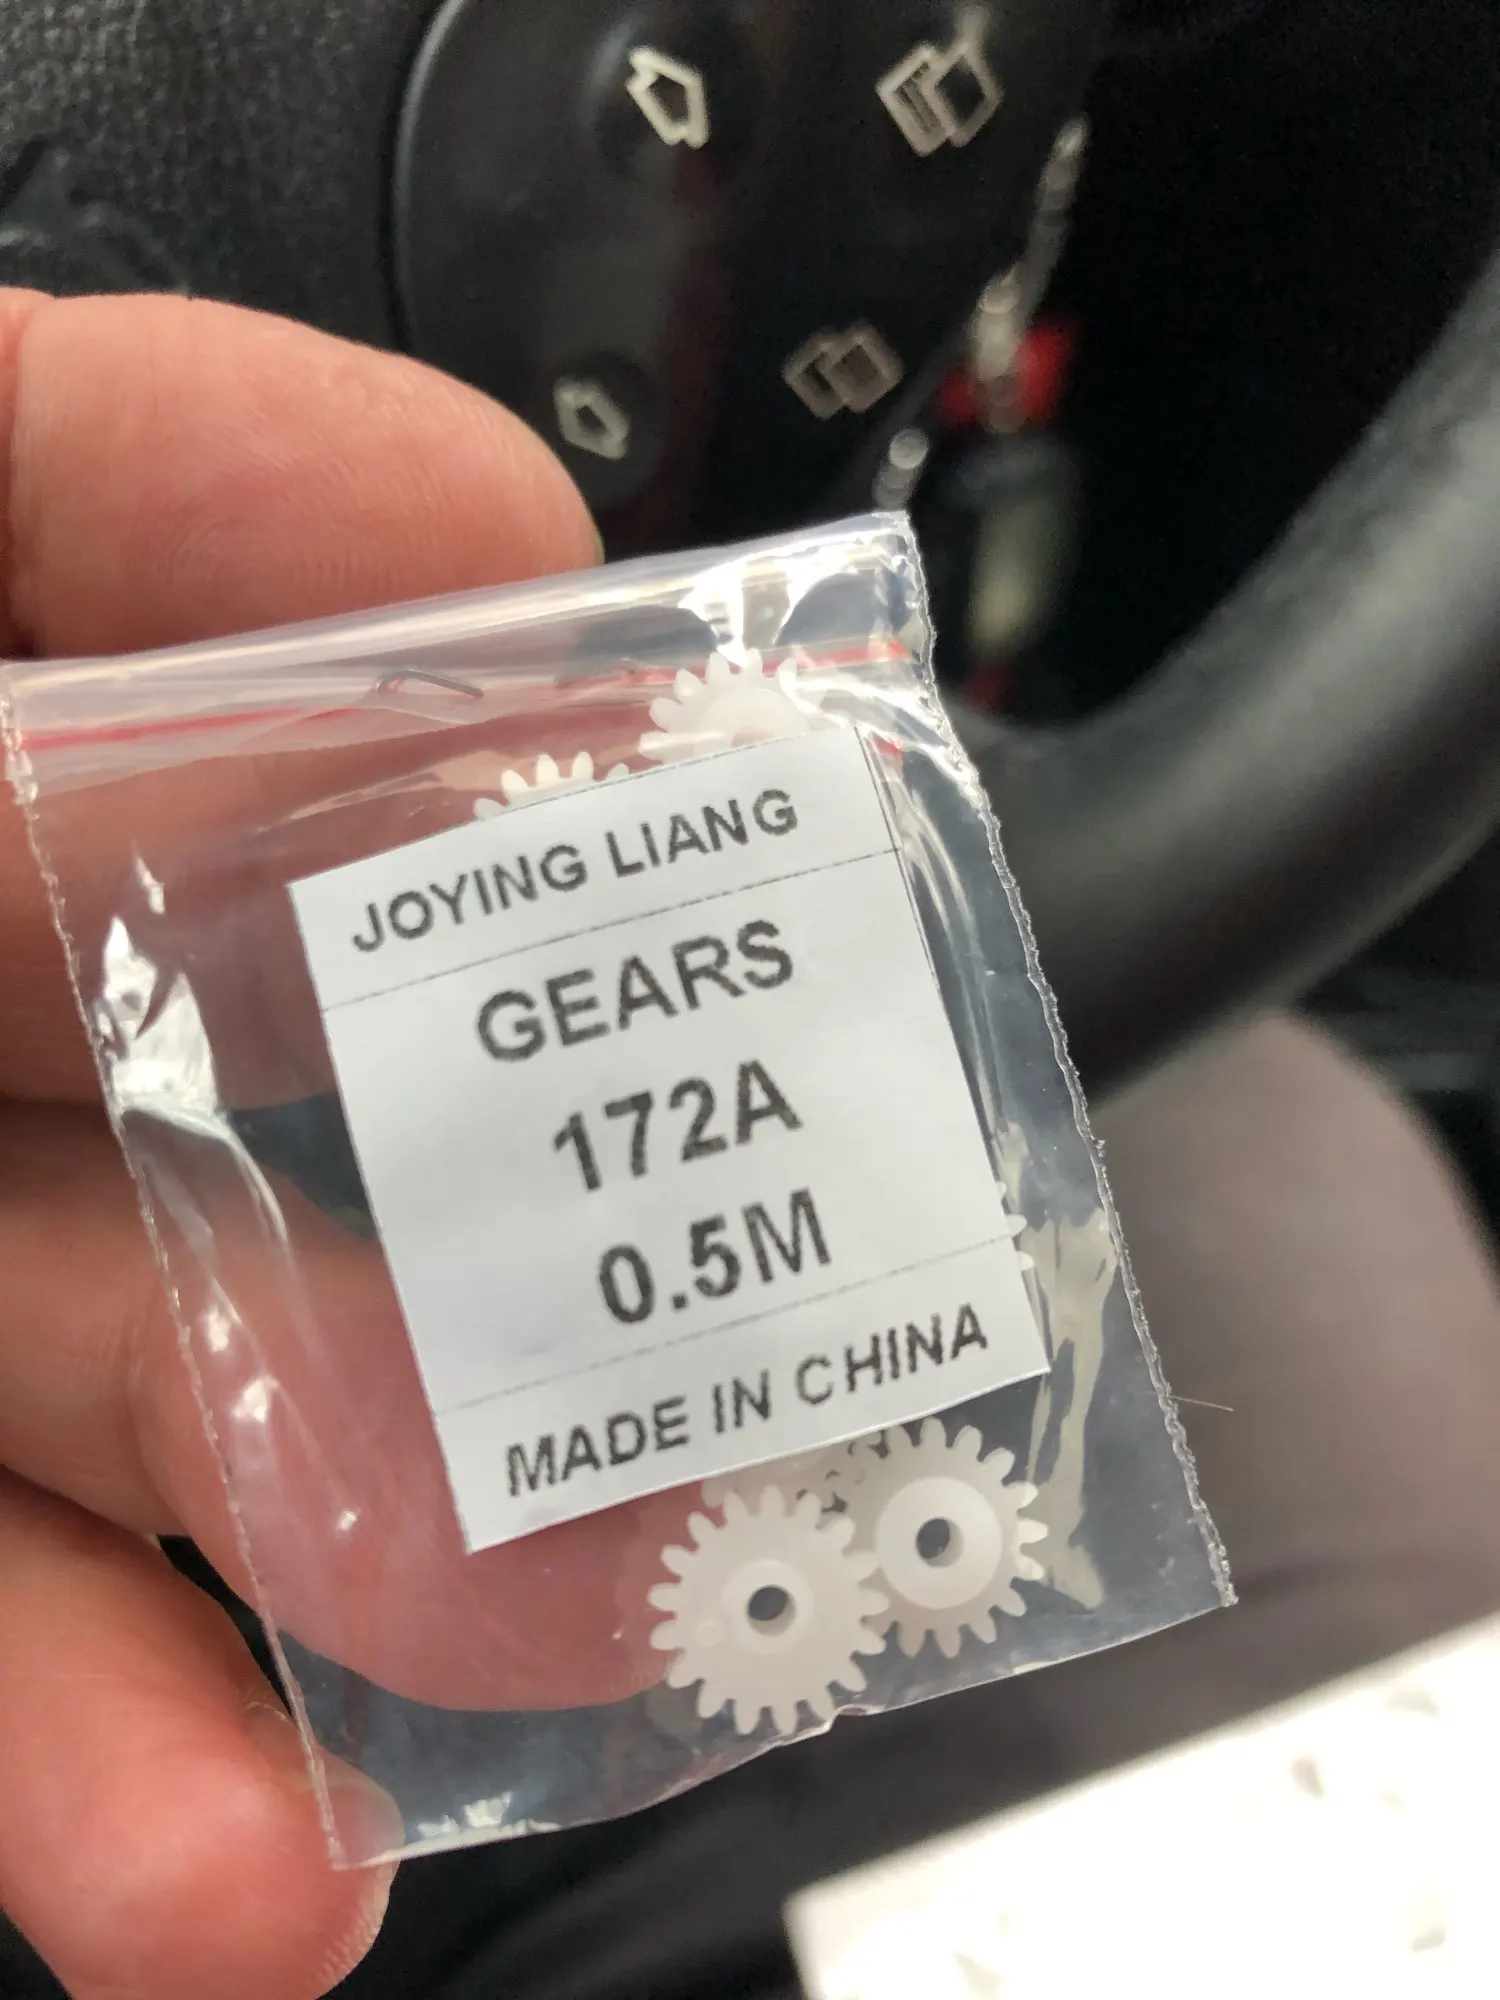 JOYING LIANG
GEARS
172A
0.5M
MADE IN CHINA